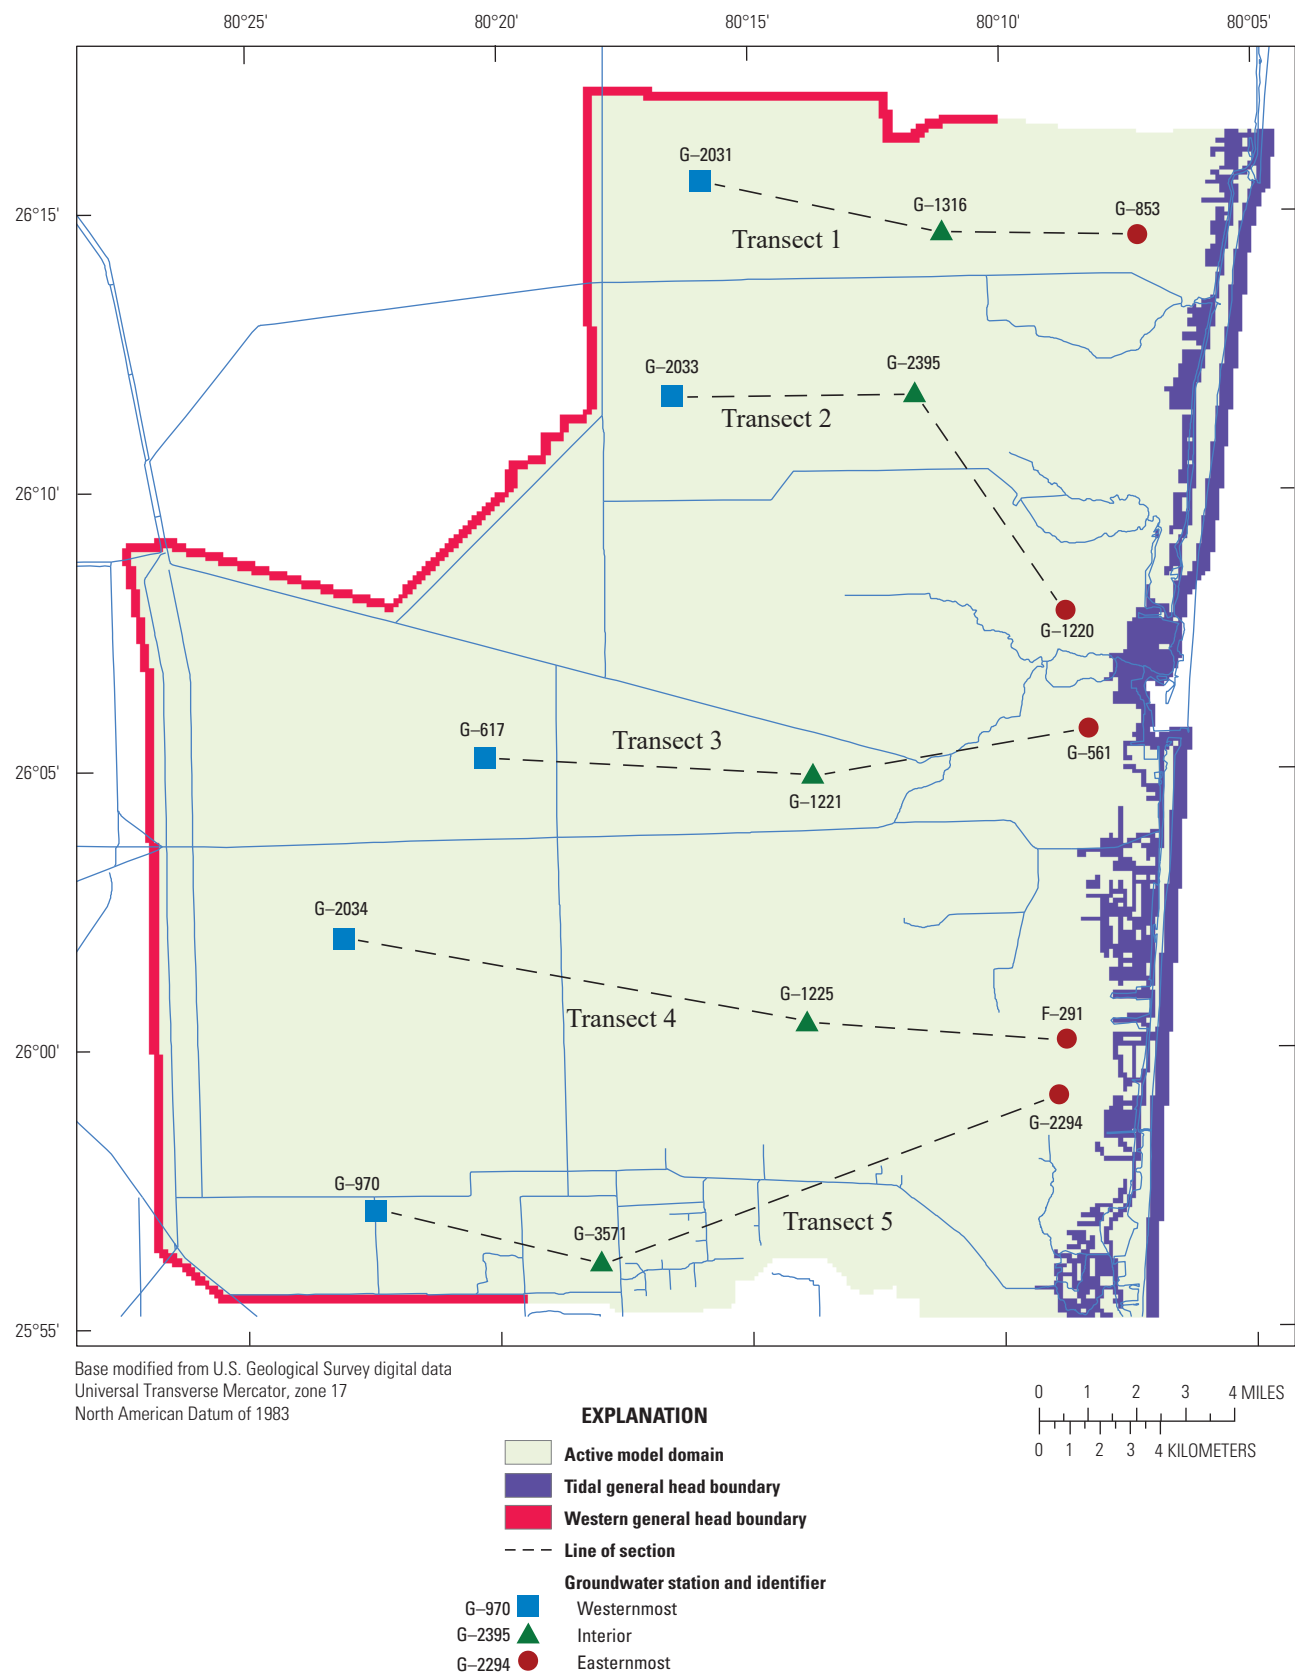 80°25'
80°20'
80°15'
80°10'
80°05'
G–2031
26°15'
G–1316
G–853
Transect 1
G–2033
G–2395
Transect 2
26°10'
G–1220
G–617
Transect 3
G–561
26°05'
G–1221
G–2034
G–1225
F–291
Transect 4
26°00'
G–2294
G–970
Transect 5
G–3571
25°55'
Base modified from U.S. Geological Survey digital data
Universal Transverse Mercator, zone 17
North American Datum of 1983
0 1 2 3 4 MILES
0 1 2 3 4 KILOMETERS
EXPLANATION
Active model domain
Tidal general head boundary
Western general head boundary
Line of section
Groundwater station and identifier
G–970 Westernmost
G–2395 Interior
G–2294 Easternmost